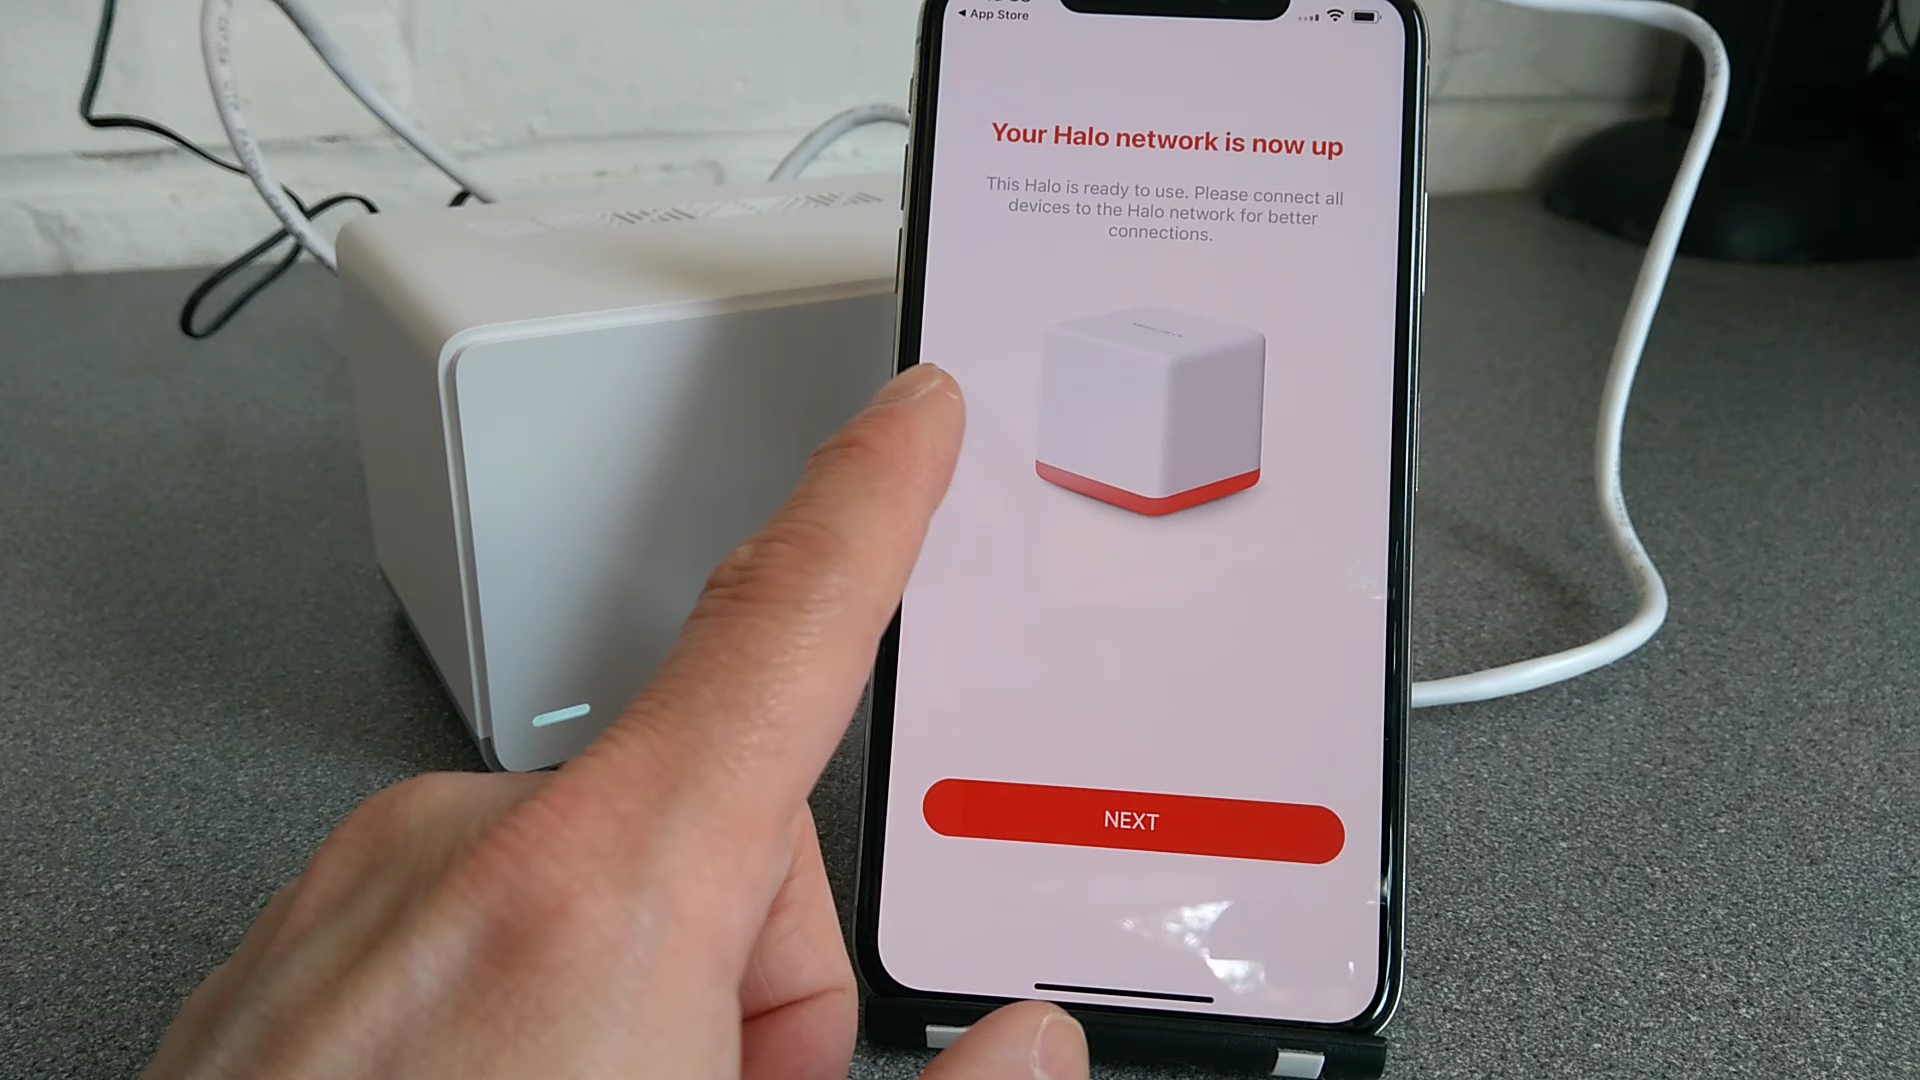 ◀ App Store
Your Halo network is now up
This Halo is ready to use. Please connect all
devices to the Halo network for better
connections.
NEXT